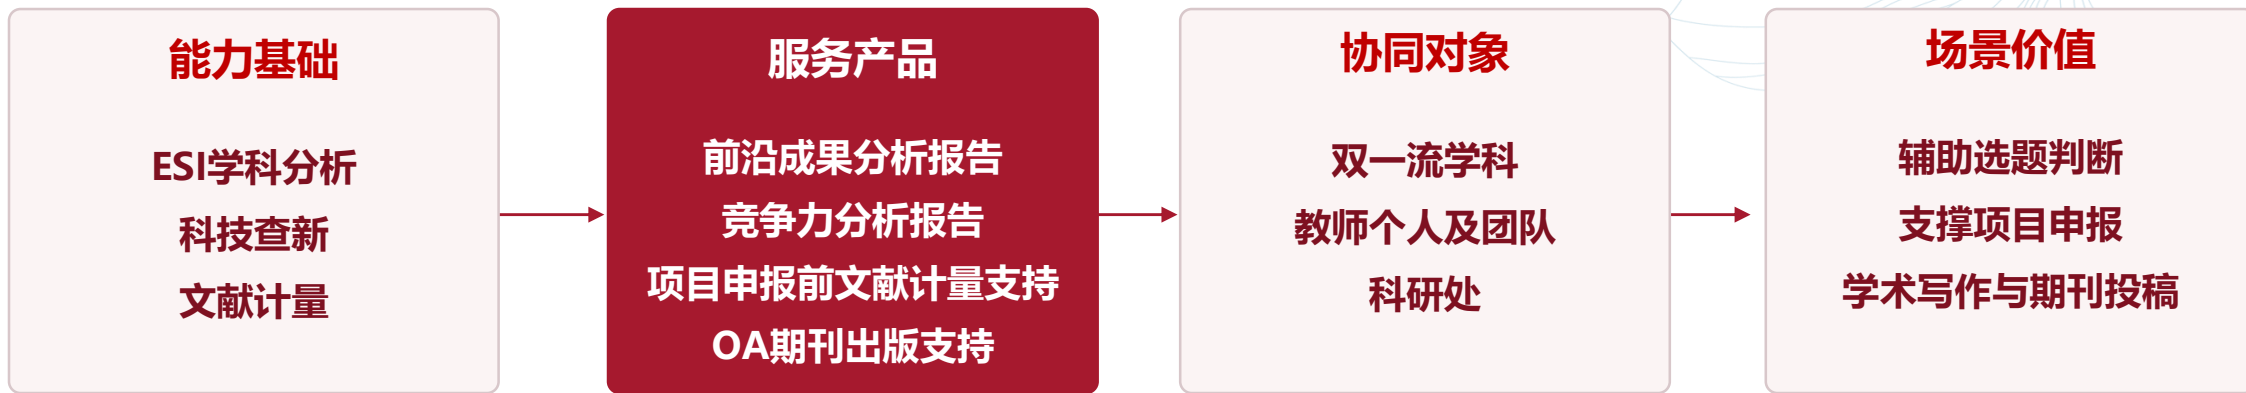 能力基础
ESI学科分析
科技查新
文献计量
服务产品
前沿成果分析报告
竞争力分析报告
项目申报前文献计量支持
OA期刊出版支持
协同对象
双一流学科
教师个人及团队
科研处
场景价值
辅助选题判断
支撑项目申报
学术写作与期刊投稿